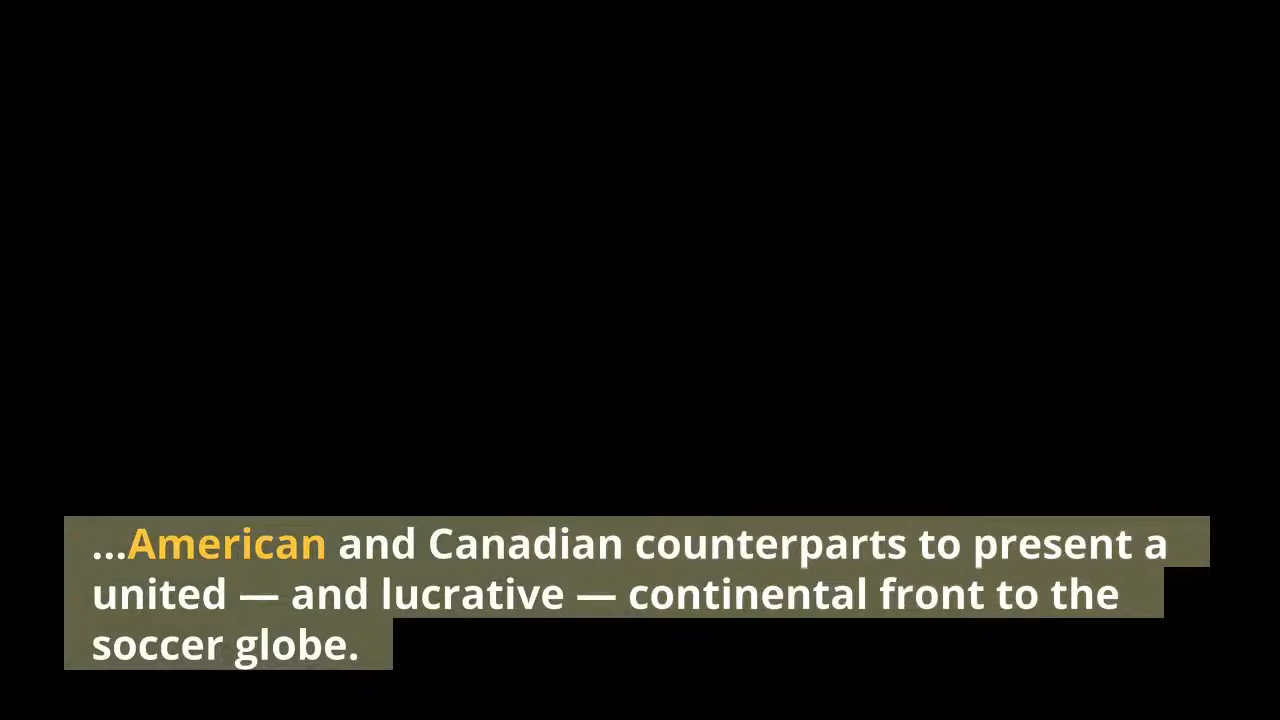 ...American and Canadian counterparts to present a
united — and lucrative — continental front to the
soccer globe.